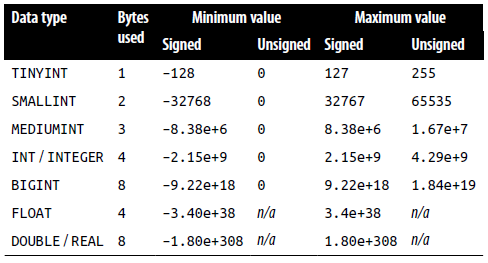 Data type Bytes used Minimum value Maximum value
Signed Unsigned Signed Unsigned
TINYINT 1 −128 0 127 255
SMALLINT 2 −32768 0 32767 65535
MEDIUMINT 3 −8.38e+6 0 8.38e+6 1.67e+7
INT / INTEGER 4 −2.15e+9 0 2.15e+9 4.29e+9
BIGINT 8 −9.22e+18 0 9.22e+18 1.84e+19
FLOAT 4 −3.40e+38 n/a 3.4e+38 n/a
DOUBLE / REAL 8 −1.80e+308 n/a 1.80e+308 n/a